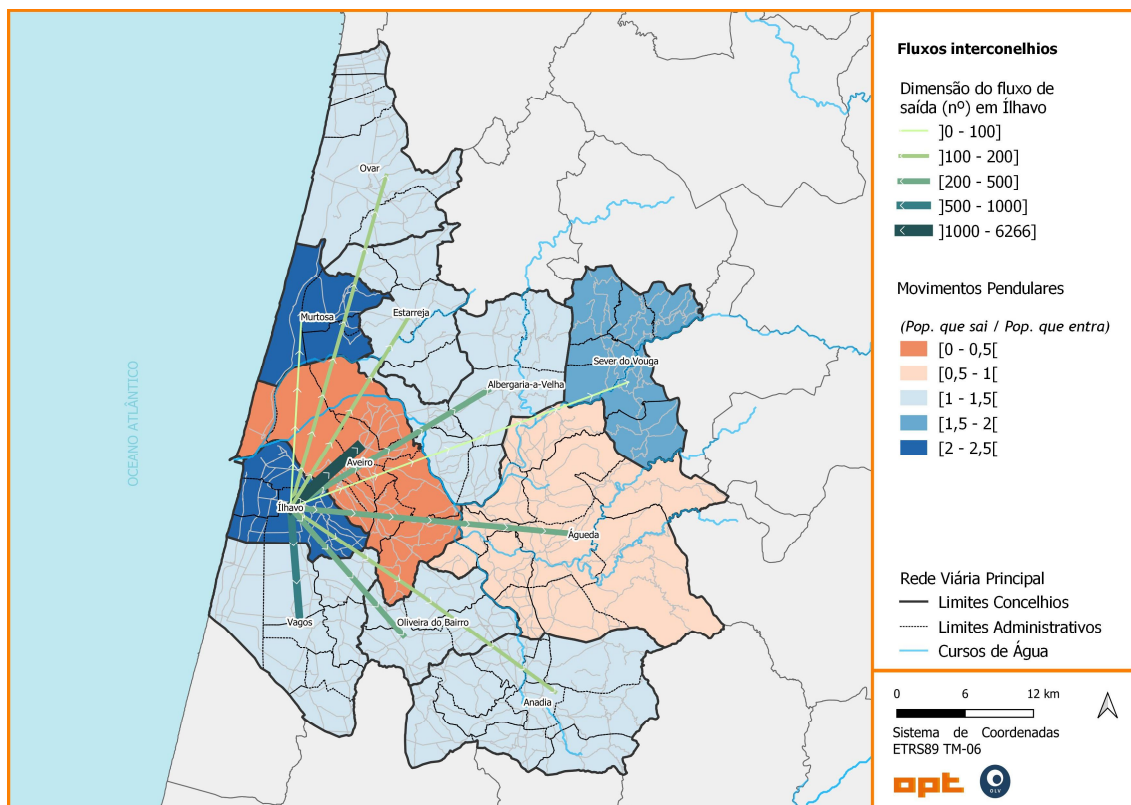 Ovar
Murtosa
Estarreja
Sever do Vouga
Albergaria-a-Velha
OCEANO ATLÂNTICO
Aveiro
Ílhavo
Águeda
Vagos
Oliveira do Bairro
Anadia
Fluxos interconelhios
Dimensão do fluxo de
saída (nº) em Ílhavo
]0 - 100]
]100 - 200]
[200 - 500]
]500 - 1000]
]1000 - 6266]
Movimentos Pendulares
(Pop. que sai / Pop. que entra)
[0 - 0,5[
[0,5 - 1[
[1 - 1,5[
[1,5 - 2[
[2 - 2,5[
Rede Viária Principal
Limites Concelhios
Limites Administrativos
Cursos de Água
0 6 12 km
Sistema de Coordenadas
ETRS89 TM-06
opt
OLV